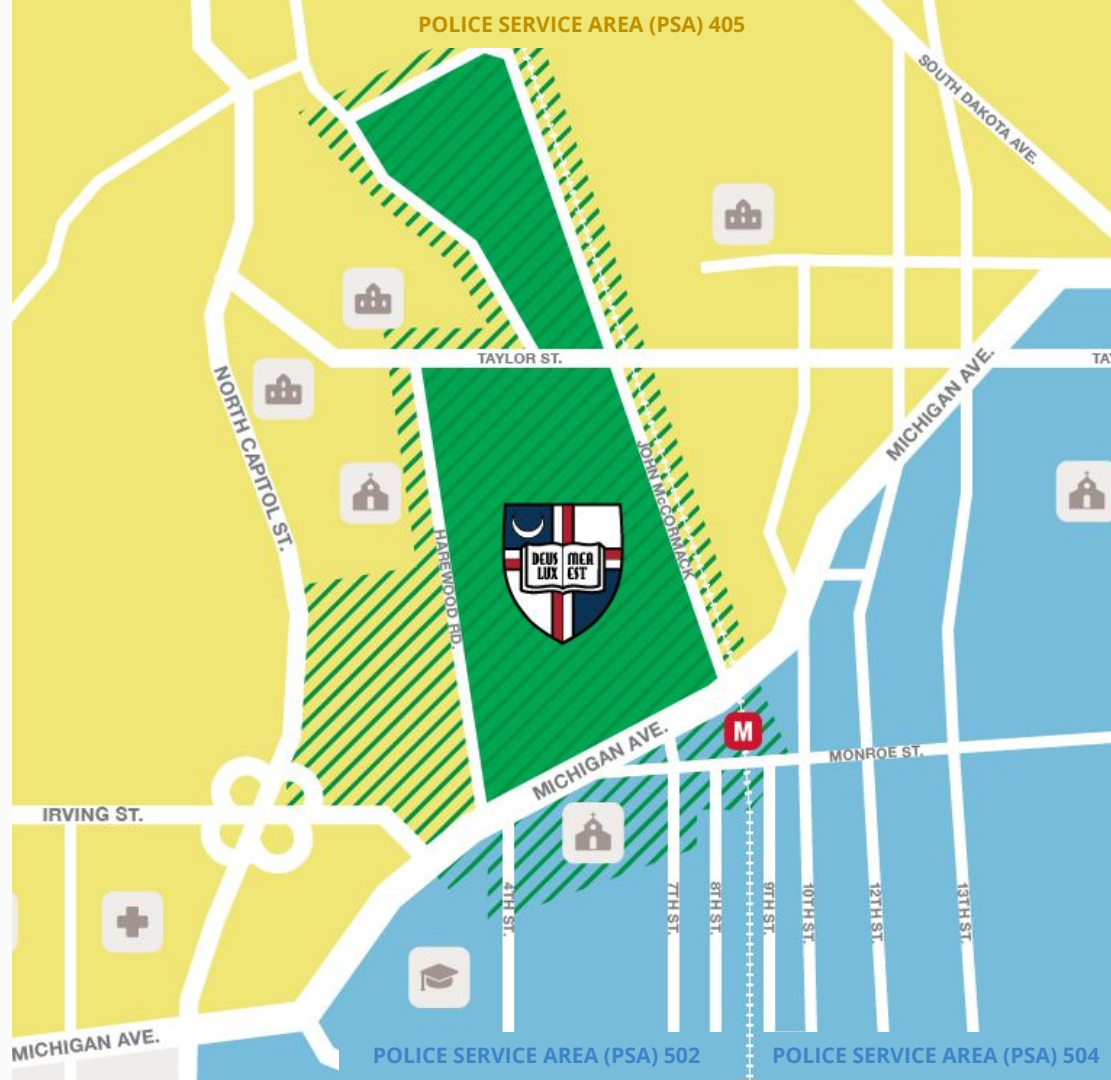 POLICE SERVICE AREA (PSA) 405
SOUTH DAKOTA AVE.
TAYLOR ST.
TA
MICHIGAN AVE.
NORTH CAPITOL ST.
JOHN McCORMACK
HAREWOOD RD.
DEUS MEA
LUX EST
M
MICHIGAN AVE.
MONROE ST.
IRVING ST.
4TH ST.
7TH ST.
8TH ST.
9TH ST.
10TH ST.
12TH ST.
13TH ST.
MICHIGAN AVE.
POLICE SERVICE AREA (PSA) 502
POLICE SERVICE AREA (PSA) 504